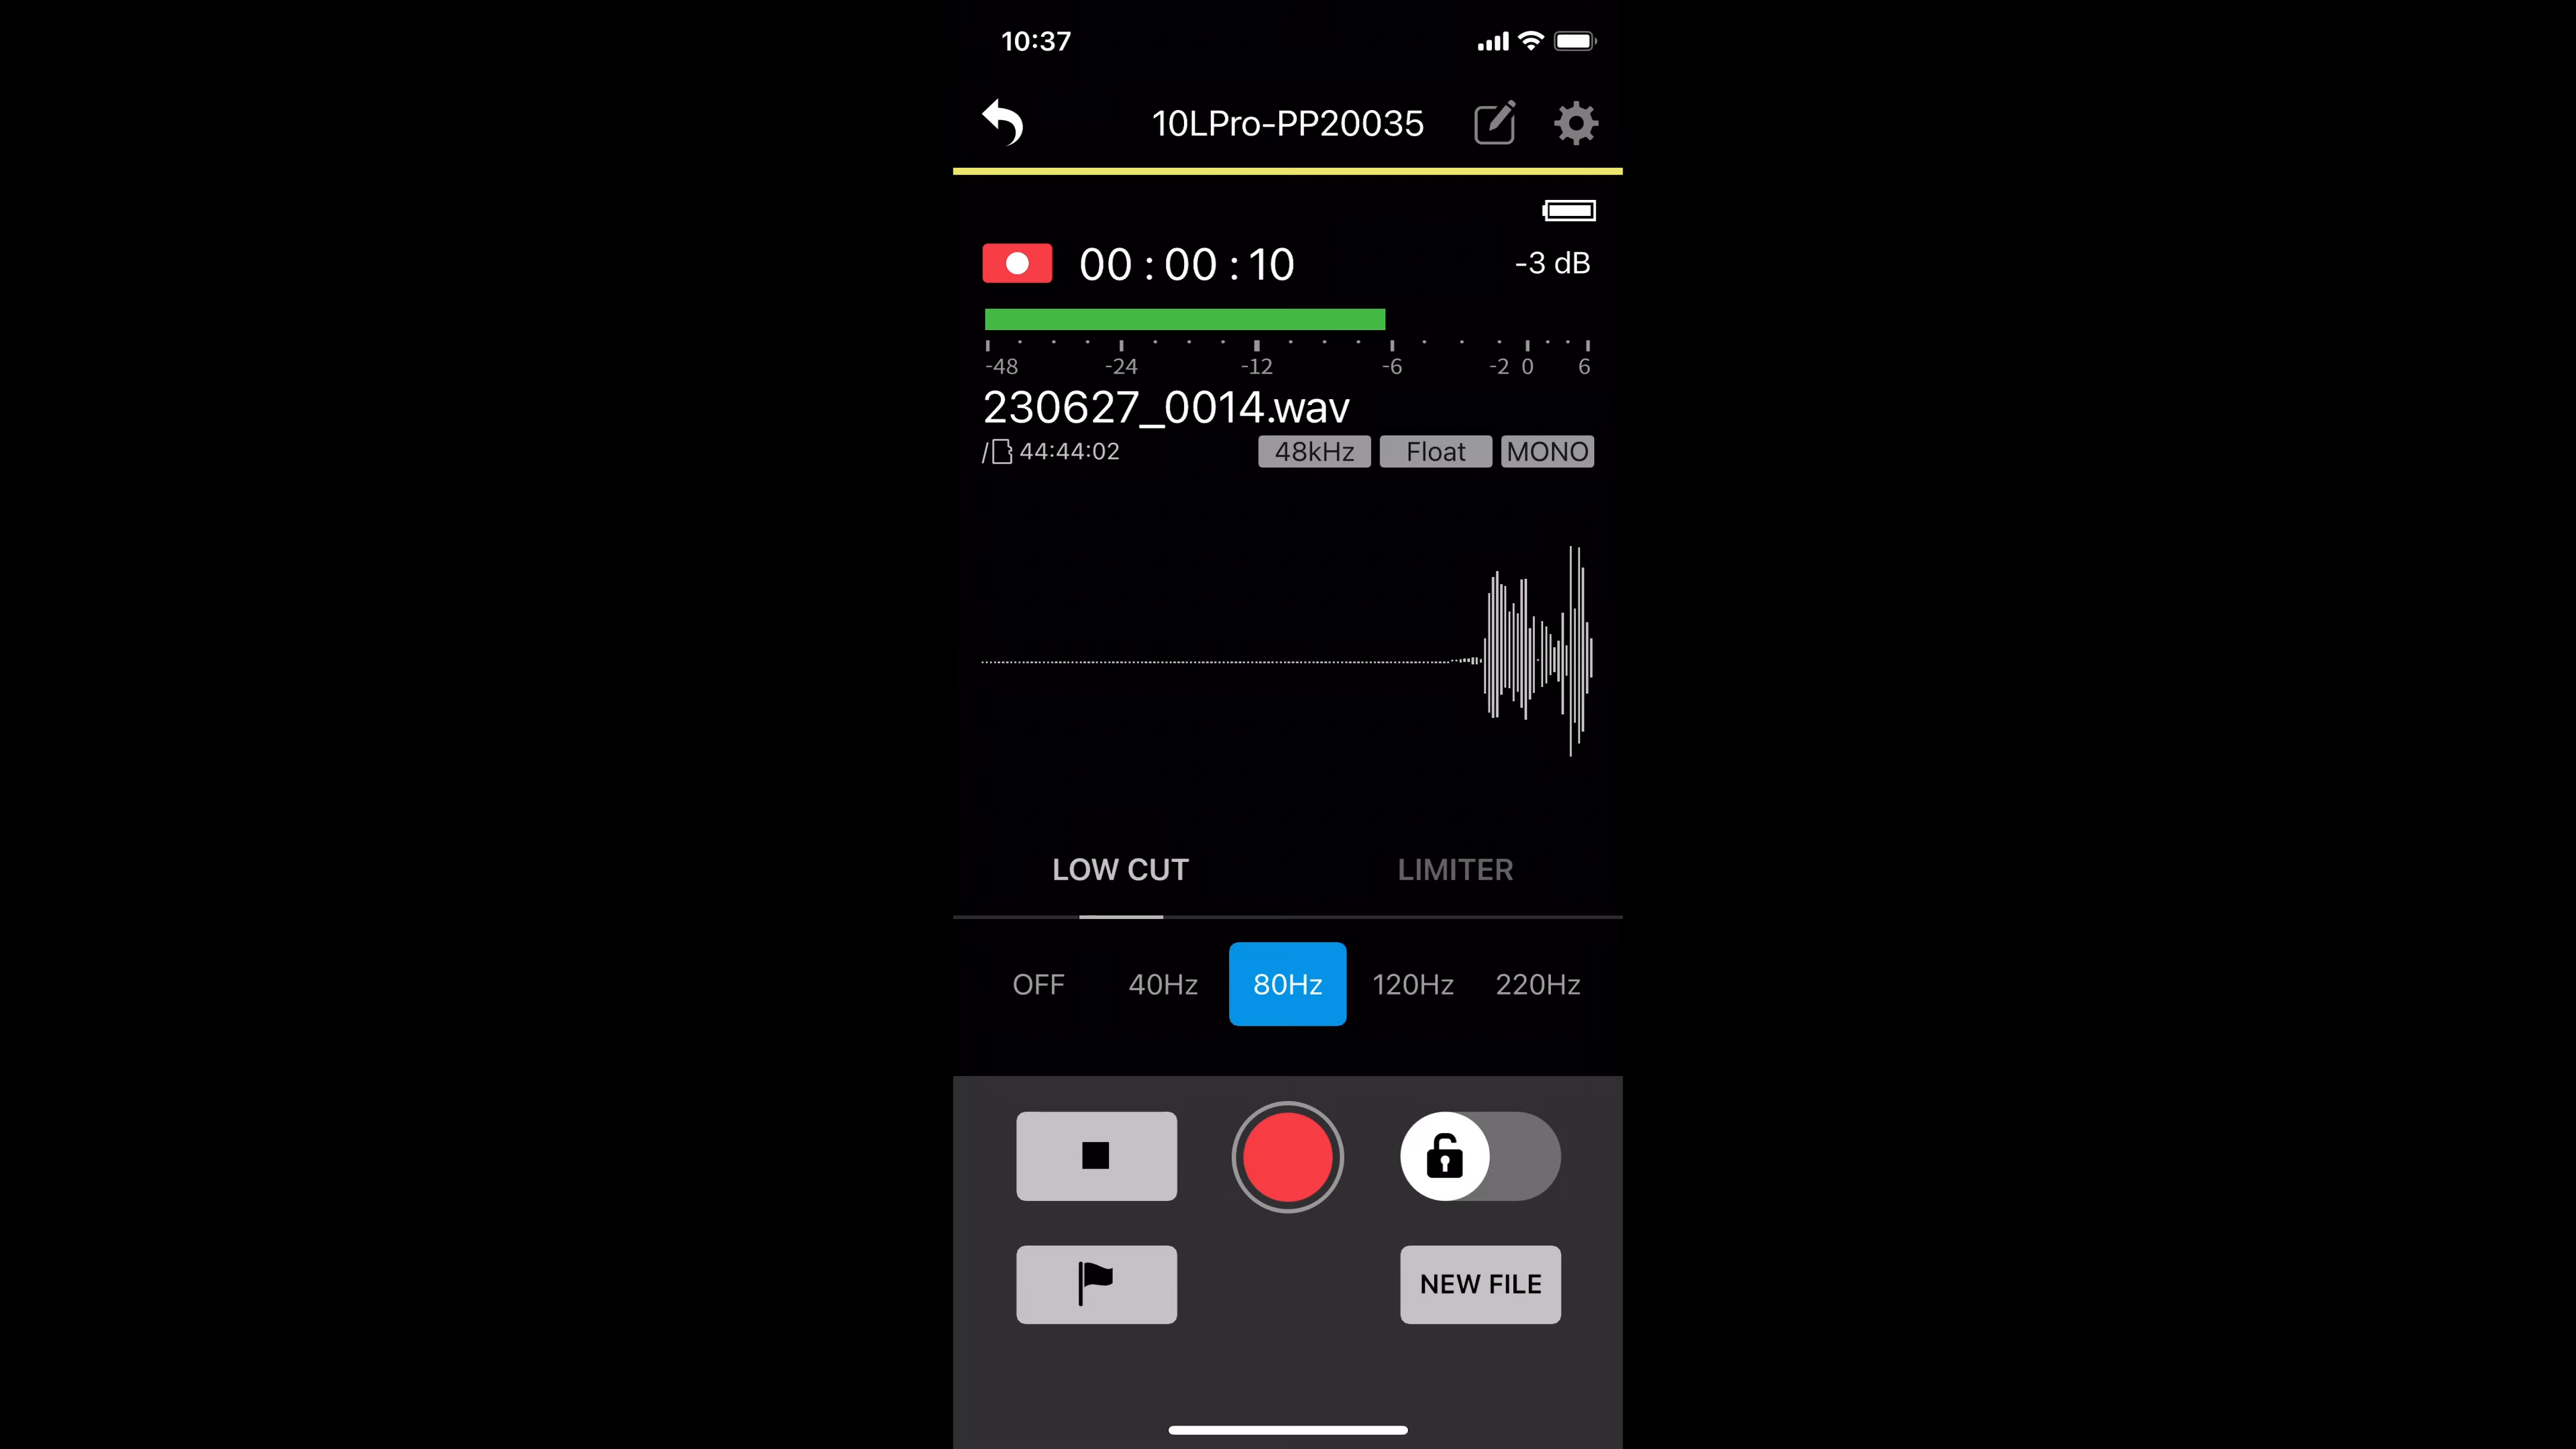 10:37
10LPro-PP20035
00:00:10
-3 dB
-48 -24 -12 -6 -2 0 6
230627_0014.wav
/ 44:44:02 48kHz Float MONO
LOW CUT LIMITER
OFF 40Hz 80Hz 120Hz 220Hz
NEW FILE